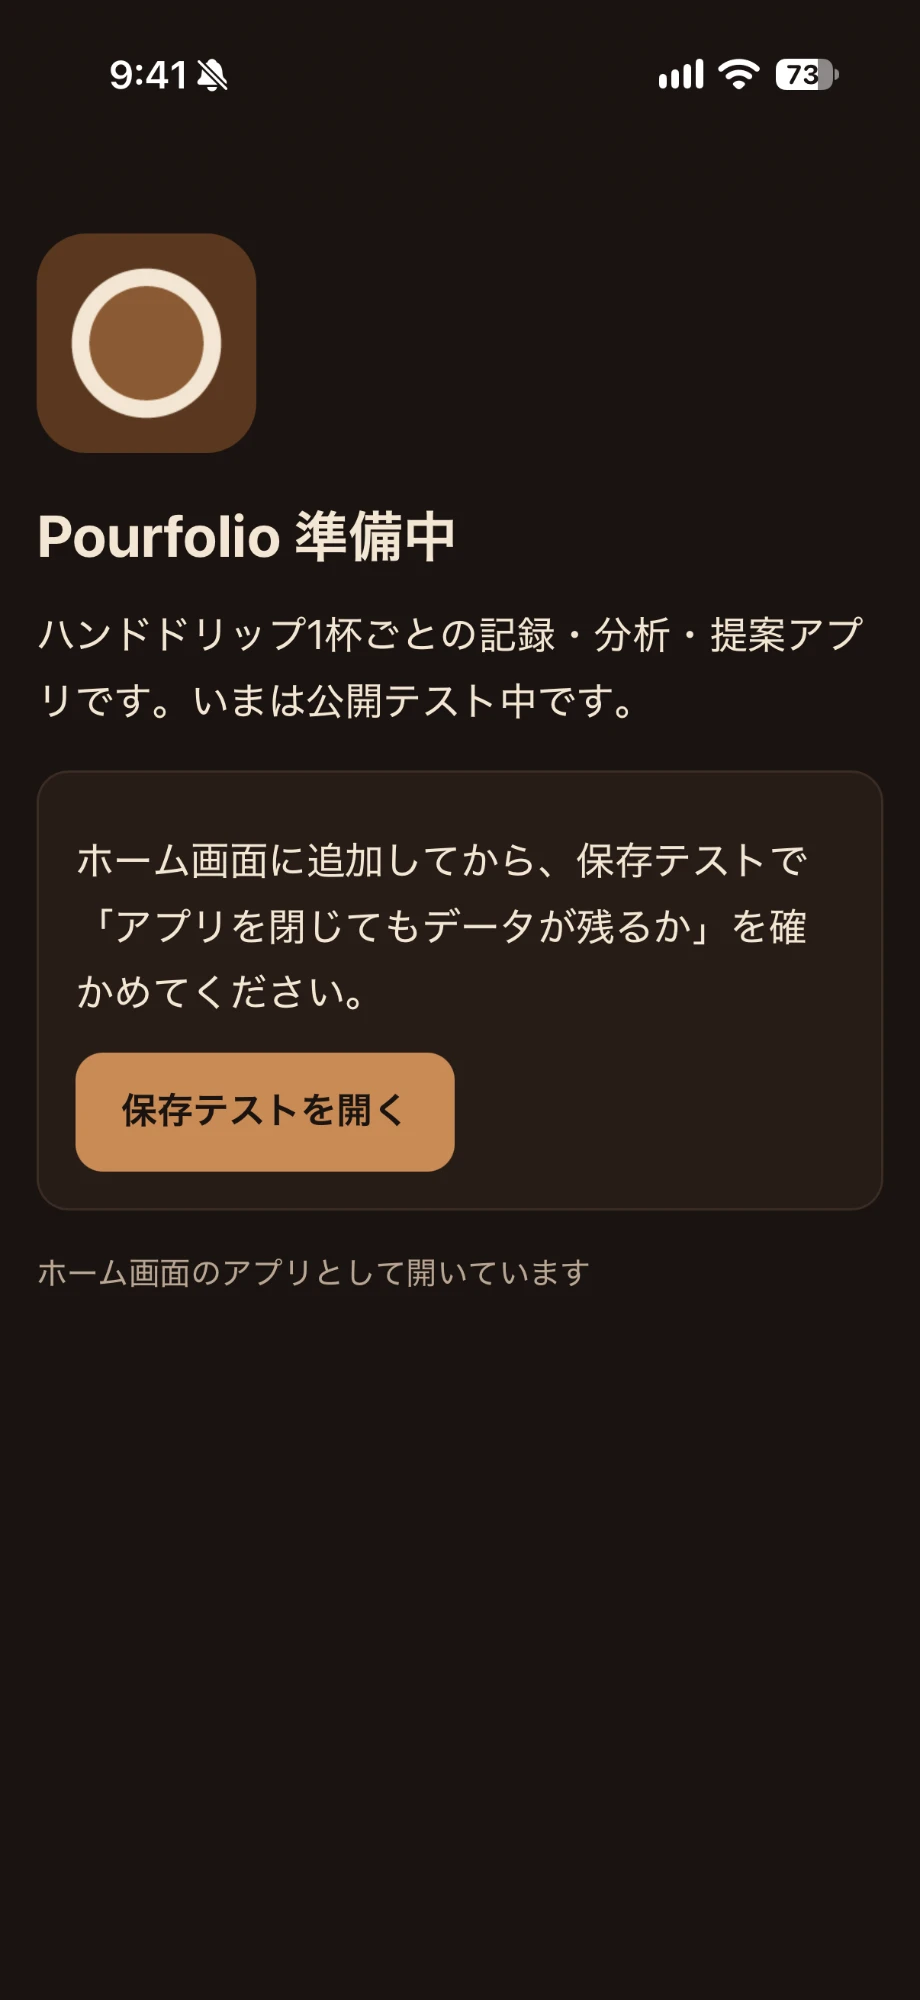 9:41
73
Pourfolio 準備中
ハンドドリップ1杯ごとの記録・分析・提案アプ
リです。いまは公開テスト中です。
ホーム画面に追加してから、保存テストで
「アプリを閉じてもデータが残るか」を確
かめてください。
保存テストを開く
ホーム画面のアプリとして開いています